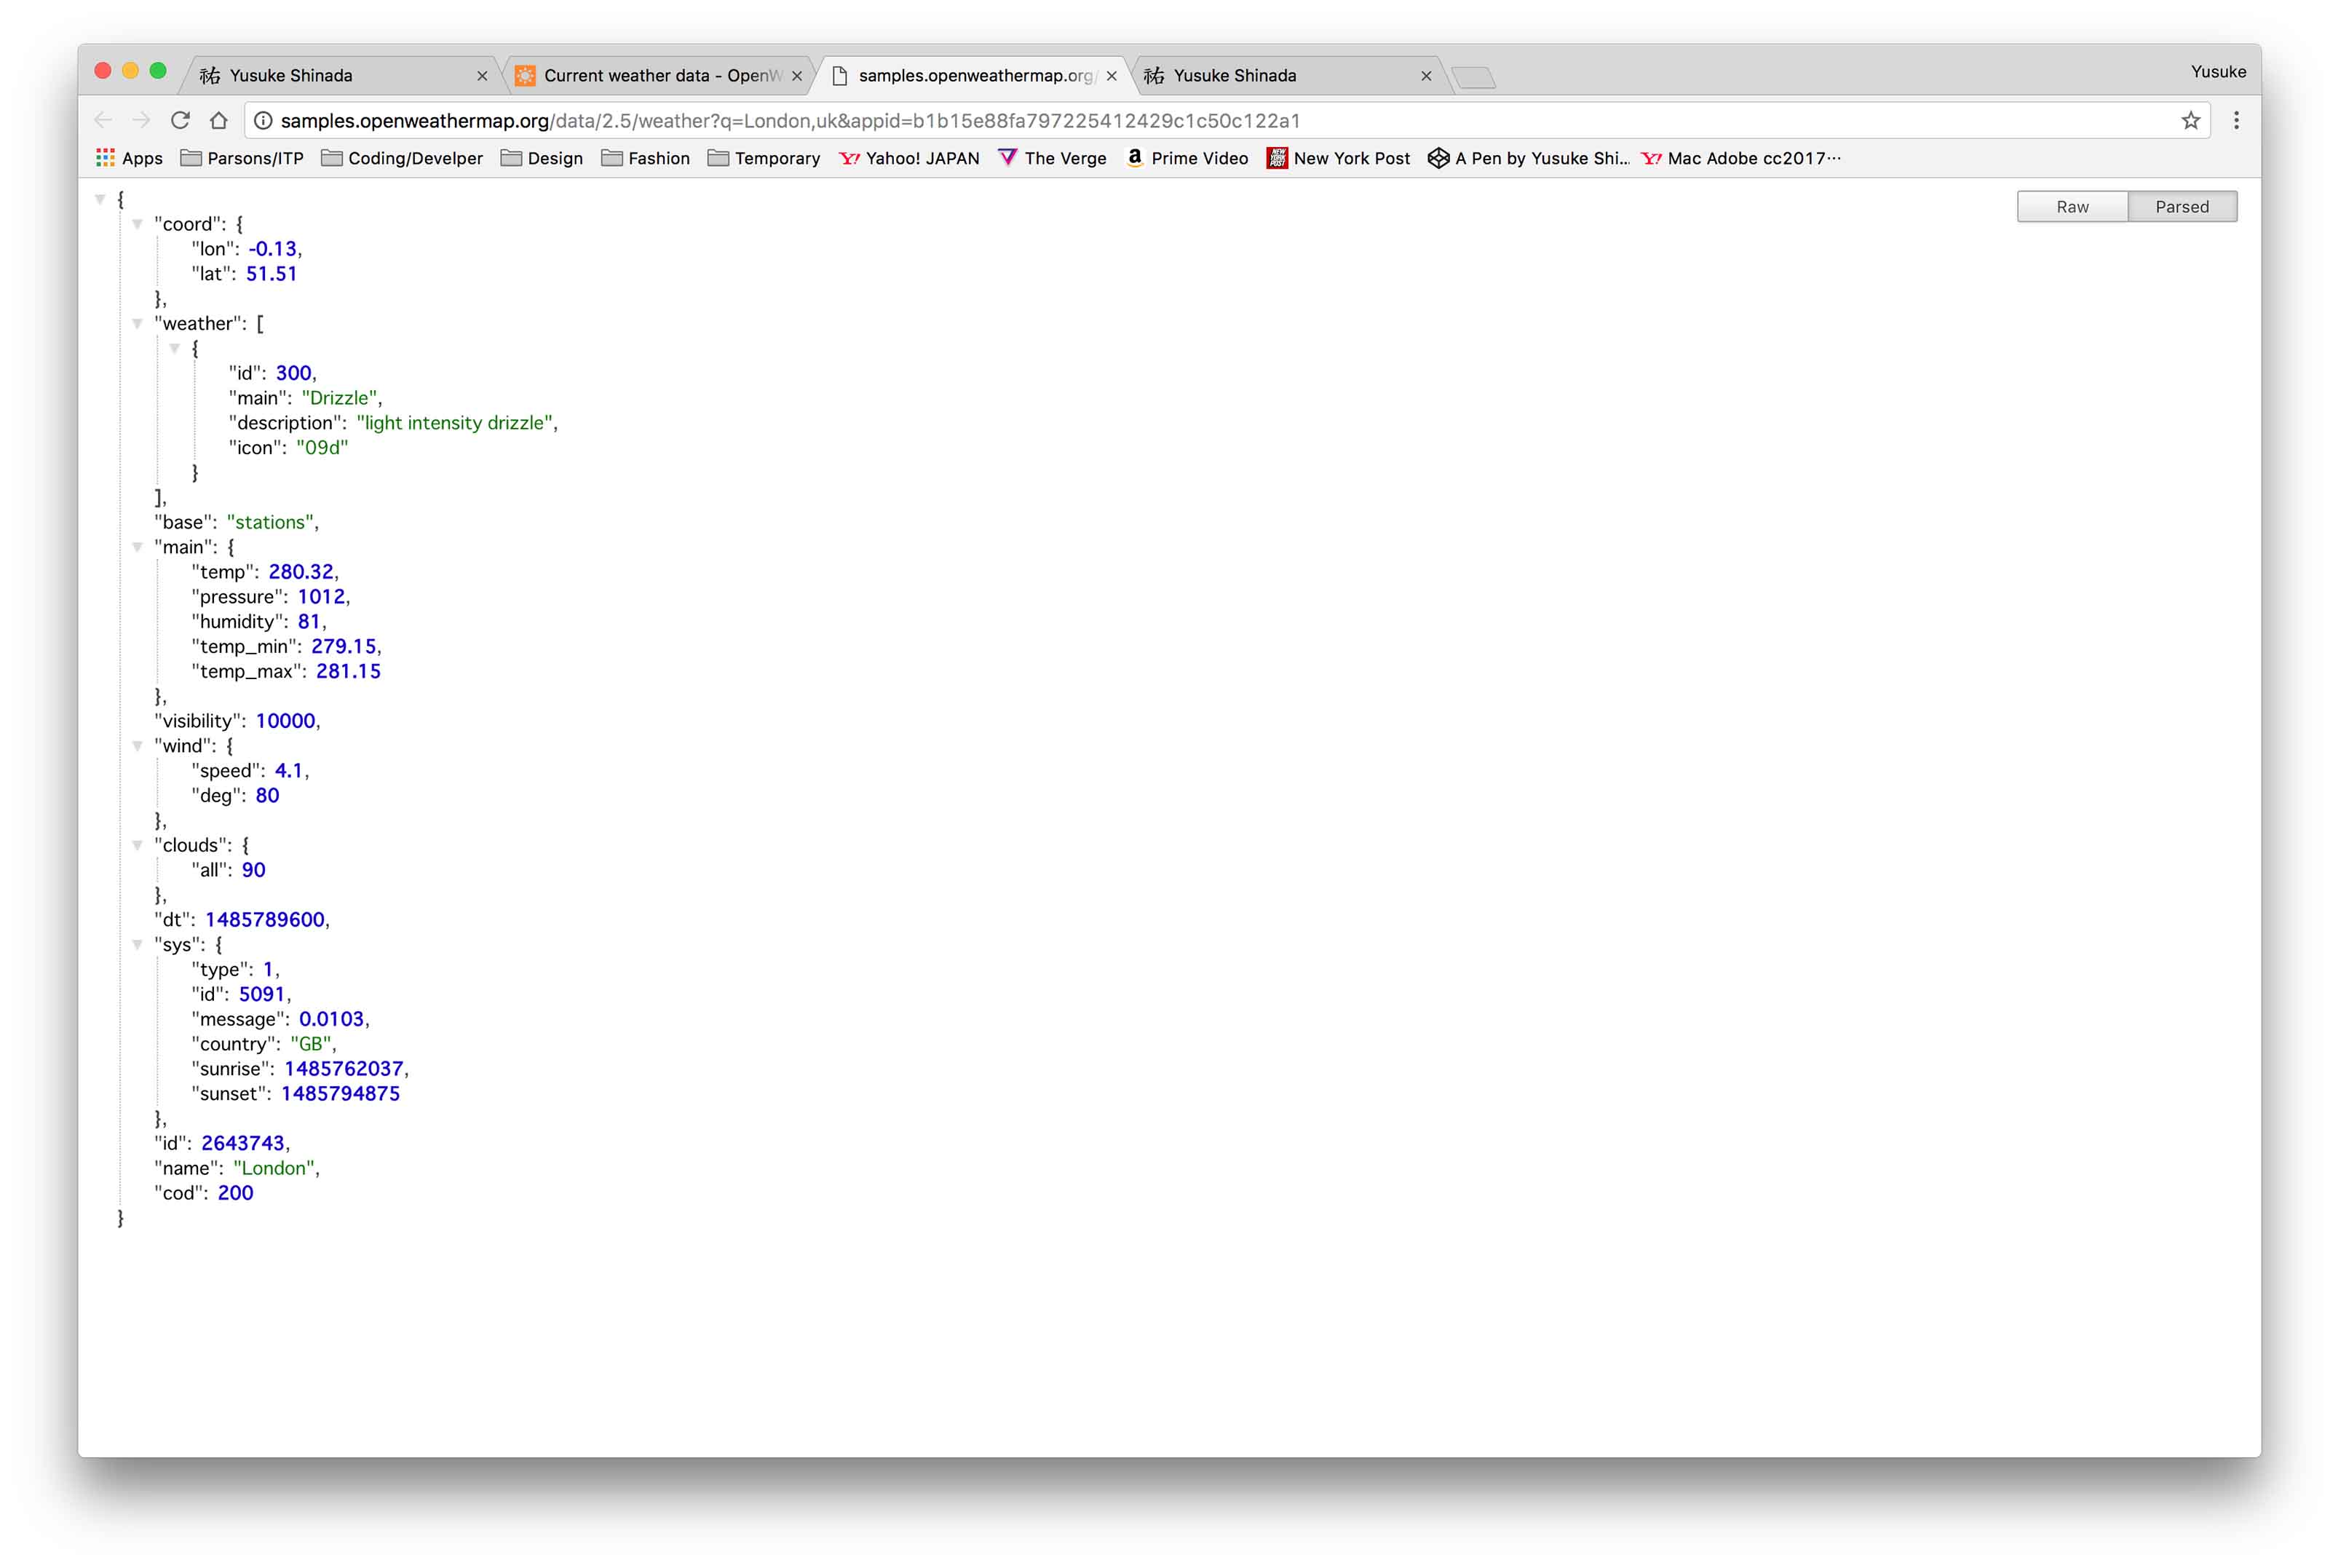 祐 Yusuke Shinada
Current weather data - OpenW
samples.openweathermap.org/
祐 Yusuke Shinada
Yusuke
samples.openweathermap.org/data/2.5/weather?q=London,uk&appid=b1b15e88fa797225412429c1c50c122a1
Apps Parsons/ITP Coding/Develper Design Fashion Temporary Y! Yahoo! JAPAN The Verge a Prime Video NEW YORK POST New York Post A Pen by Yusuke Shi... Y! Mac Adobe cc2017…
Raw Parsed
{
"coord": {
"lon": -0.13,
"lat": 51.51
},
"weather": [
{
"id": 300,
"main": "Drizzle",
"description": "light intensity drizzle",
"icon": "09d"
}
],
"base": "stations",
"main": {
"temp": 280.32,
"pressure": 1012,
"humidity": 81,
"temp_min": 279.15,
"temp_max": 281.15
},
"visibility": 10000,
"wind": {
"speed": 4.1,
"deg": 80
},
"clouds": {
"all": 90
},
"dt": 1485789600,
"sys": {
"type": 1,
"id": 5091,
"message": 0.0103,
"country": "GB",
"sunrise": 1485762037,
"sunset": 1485794875
},
"id": 2643743,
"name": "London",
"cod": 200
}